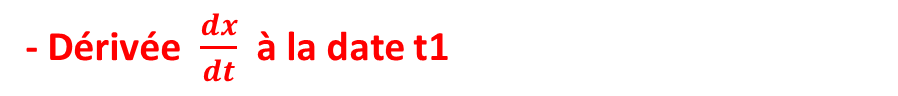 - Dérivée dx/dt à la date t1